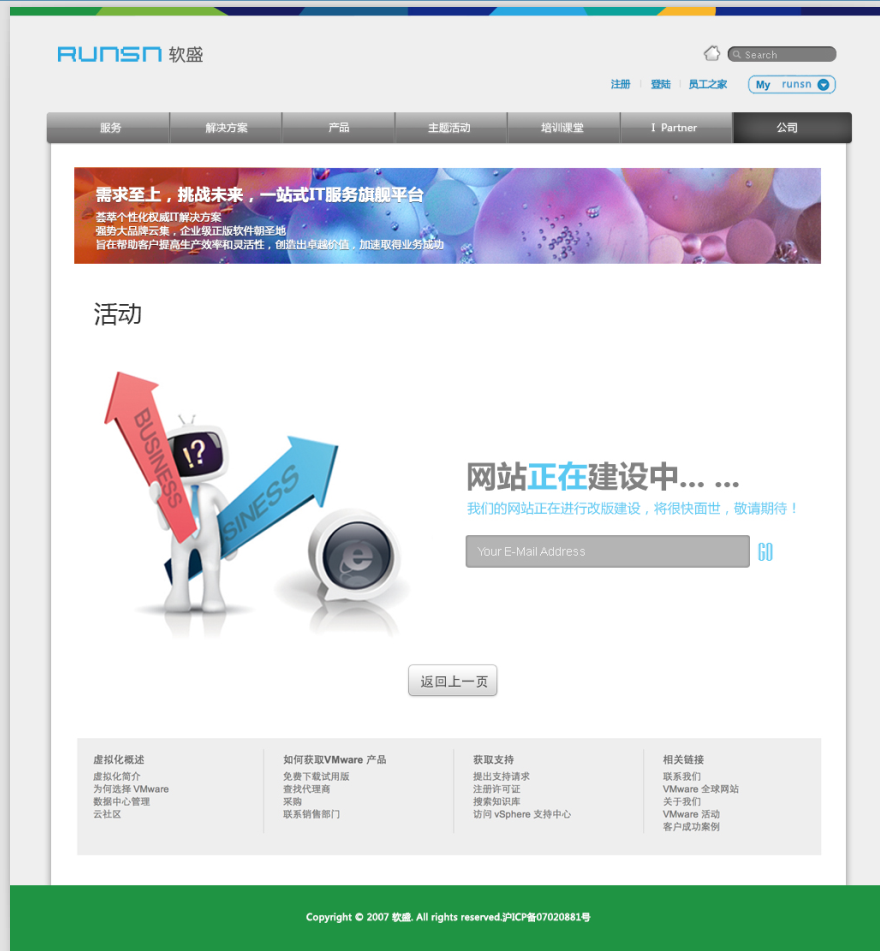 RUNSN 软盛
Search
注册 登陆 员工之家 My runsn
服务 解决方案 产品 主题活动 培训课堂 I Partner 公司
需求至上，挑战未来，一站式IT服务旗舰平台
荟萃个性化权威IT解决方案
强势大品牌云集，企业级正版软件朝圣地
旨在帮助客户提高生产效率和灵活性，创造出卓越价值，加速取得业务成功
活动
BUSINESS
!?
SINESS
e
网站正在建设中... ...
我们的网站正在进行改版建设，将很快面世，敬请期待！
Your E-Mail Address
GO
返回上一页
虚拟化概述
虚拟化简介
为何选择 VMware
数据中心管理
云社区
如何获取VMware 产品
免费下载试用版
查找代理商
采购
联系销售部门
获取支持
提出支持请求
注册许可证
搜索知识库
访问 vSphere 支持中心
相关链接
联系我们
VMware 全球网站
关于我们
VMware 活动
客户成功案例
Copyright © 2007 软盛. All rights reserved.沪ICP备07020881号